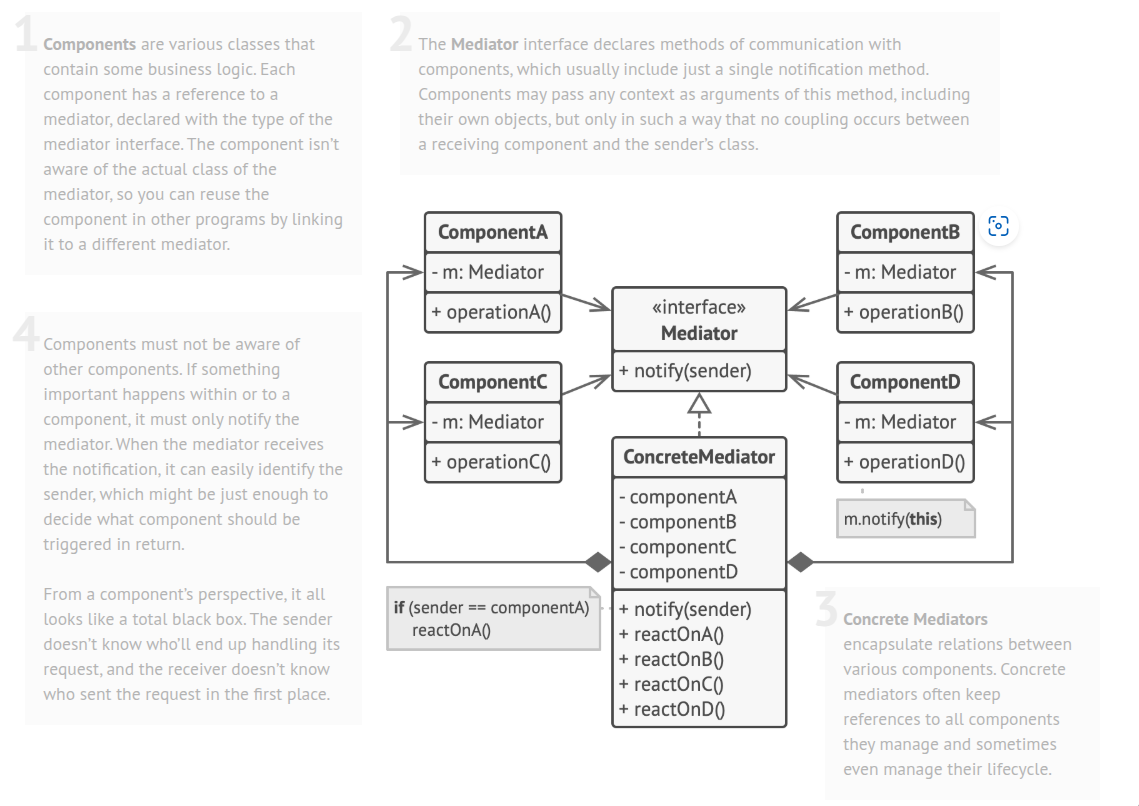 1
Components are various classes that
contain some business logic. Each
component has a reference to a
mediator, declared with the type of the
mediator interface. The component isn't
aware of the actual class of the
mediator, so you can reuse the
component in other programs by linking
it to a different mediator.
2
The Mediator interface declares methods of communication with
components, which usually include just a single notification method.
Components may pass any context as arguments of this method, including
their own objects, but only in such a way that no coupling occurs between
a receiving component and the sender's class.
ComponentA
- m: Mediator
+ operationA()
ComponentB
- m: Mediator
+ operationB()
«interface»
Mediator
+ notify(sender)
ComponentC
- m: Mediator
+ operationC()
ComponentD
- m: Mediator
+ operationD()
m.notify(this)
ConcreteMediator
- componentA
- componentB
- componentC
- componentD
+ notify(sender)
+ reactOnA()
+ reactOnB()
+ reactOnC()
+ reactOnD()
if (sender == componentA)
reactOnA()
3
Concrete Mediators
encapsulate relations between
various components. Concrete
mediators often keep
references to all components
they manage and sometimes
even manage their lifecycle.
4
Components must not be aware of
other components. If something
important happens within or to a
component, it must only notify the
mediator. When the mediator receives
the notification, it can easily identify the
sender, which might be just enough to
decide what component should be
triggered in return.
From a component's perspective, it all
looks like a total black box. The sender
doesn't know who'll end up handling its
request, and the receiver doesn't know
who sent the request in the first place.